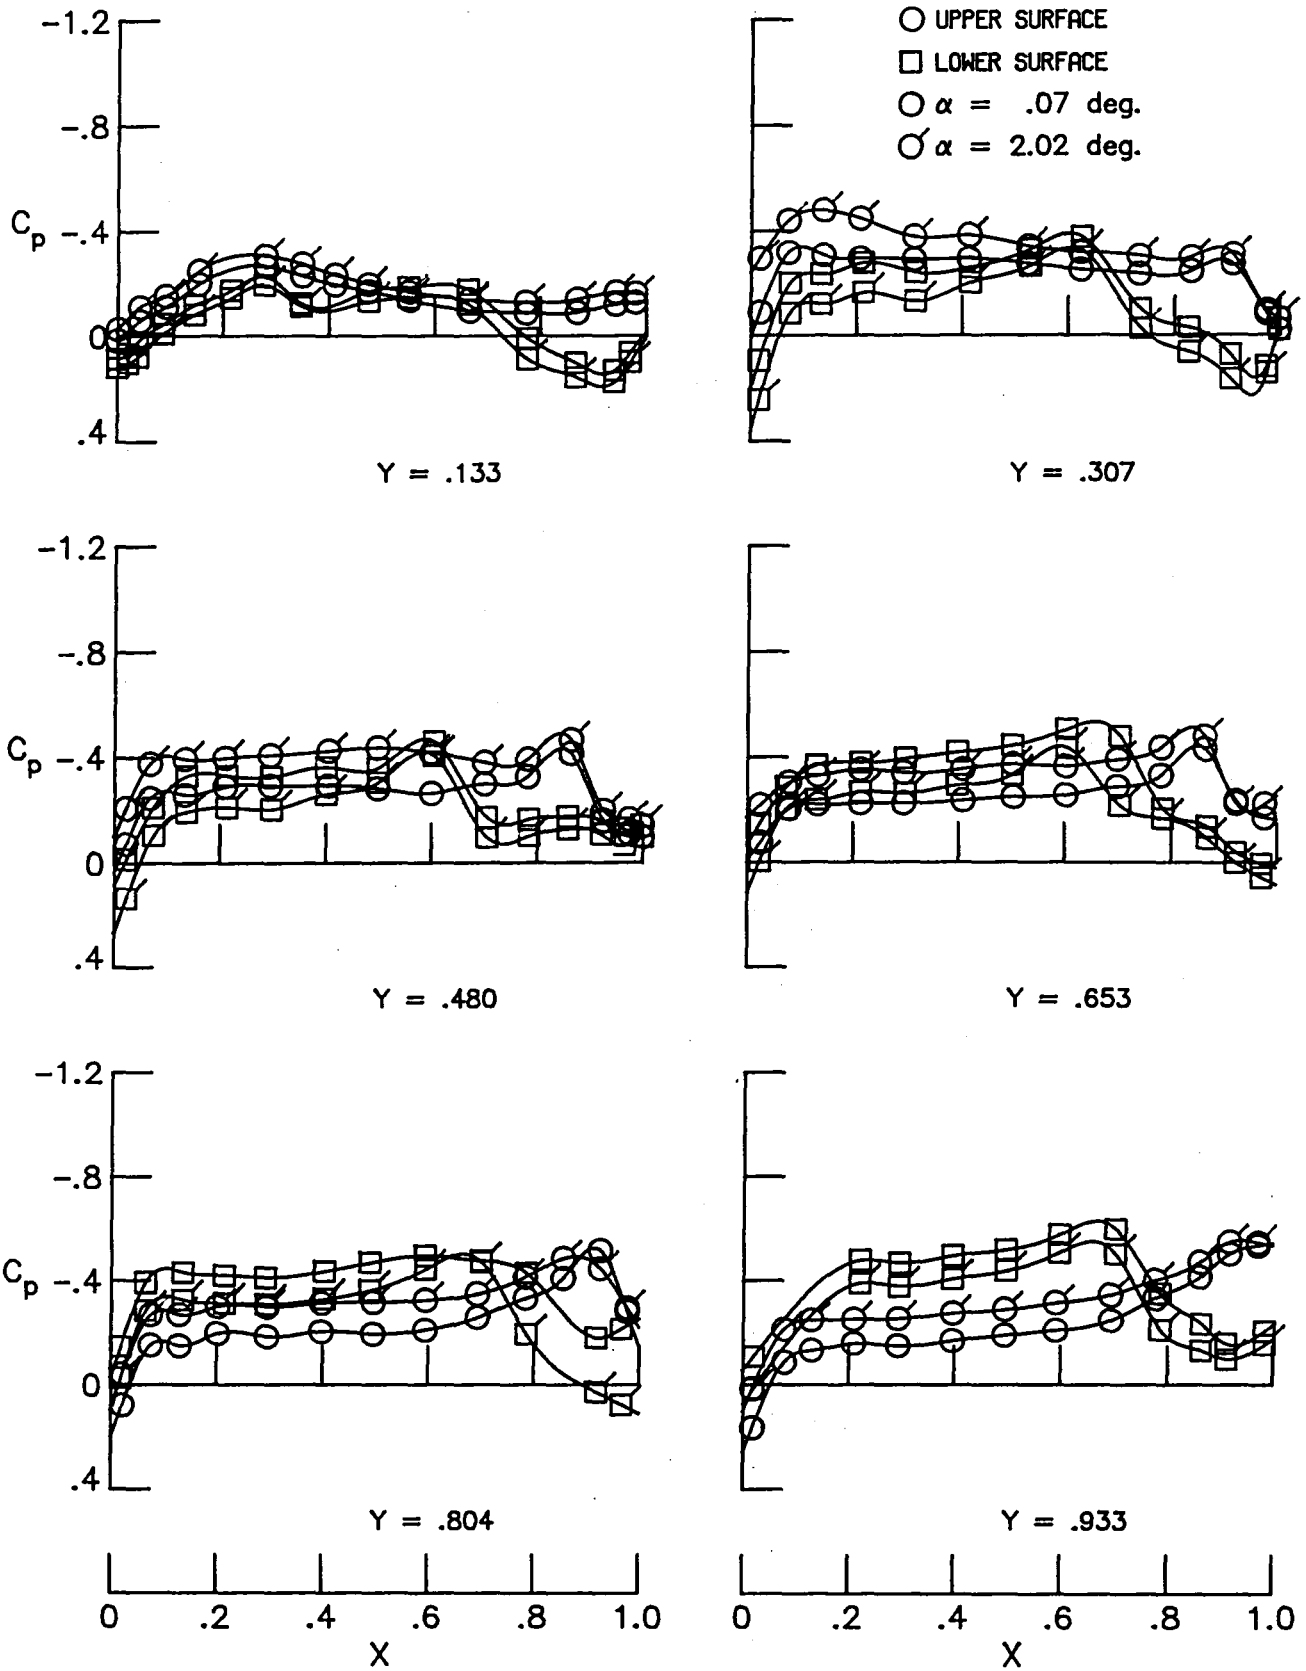 -1.2
○ UPPER SURFACE
□ LOWER SURFACE
○ α = .07 deg.
○ α = 2.02 deg.
-.8
Cp -.4
0
.4
Y = .133
Y = .307
-1.2
-.8
Cp -.4
0
.4
Y = .480
Y = .653
-1.2
-.8
Cp -.4
0
.4
Y = .804
Y = .933
0 .2 .4 .6 .8 1.0
0 .2 .4 .6 .8 1.0
X
X